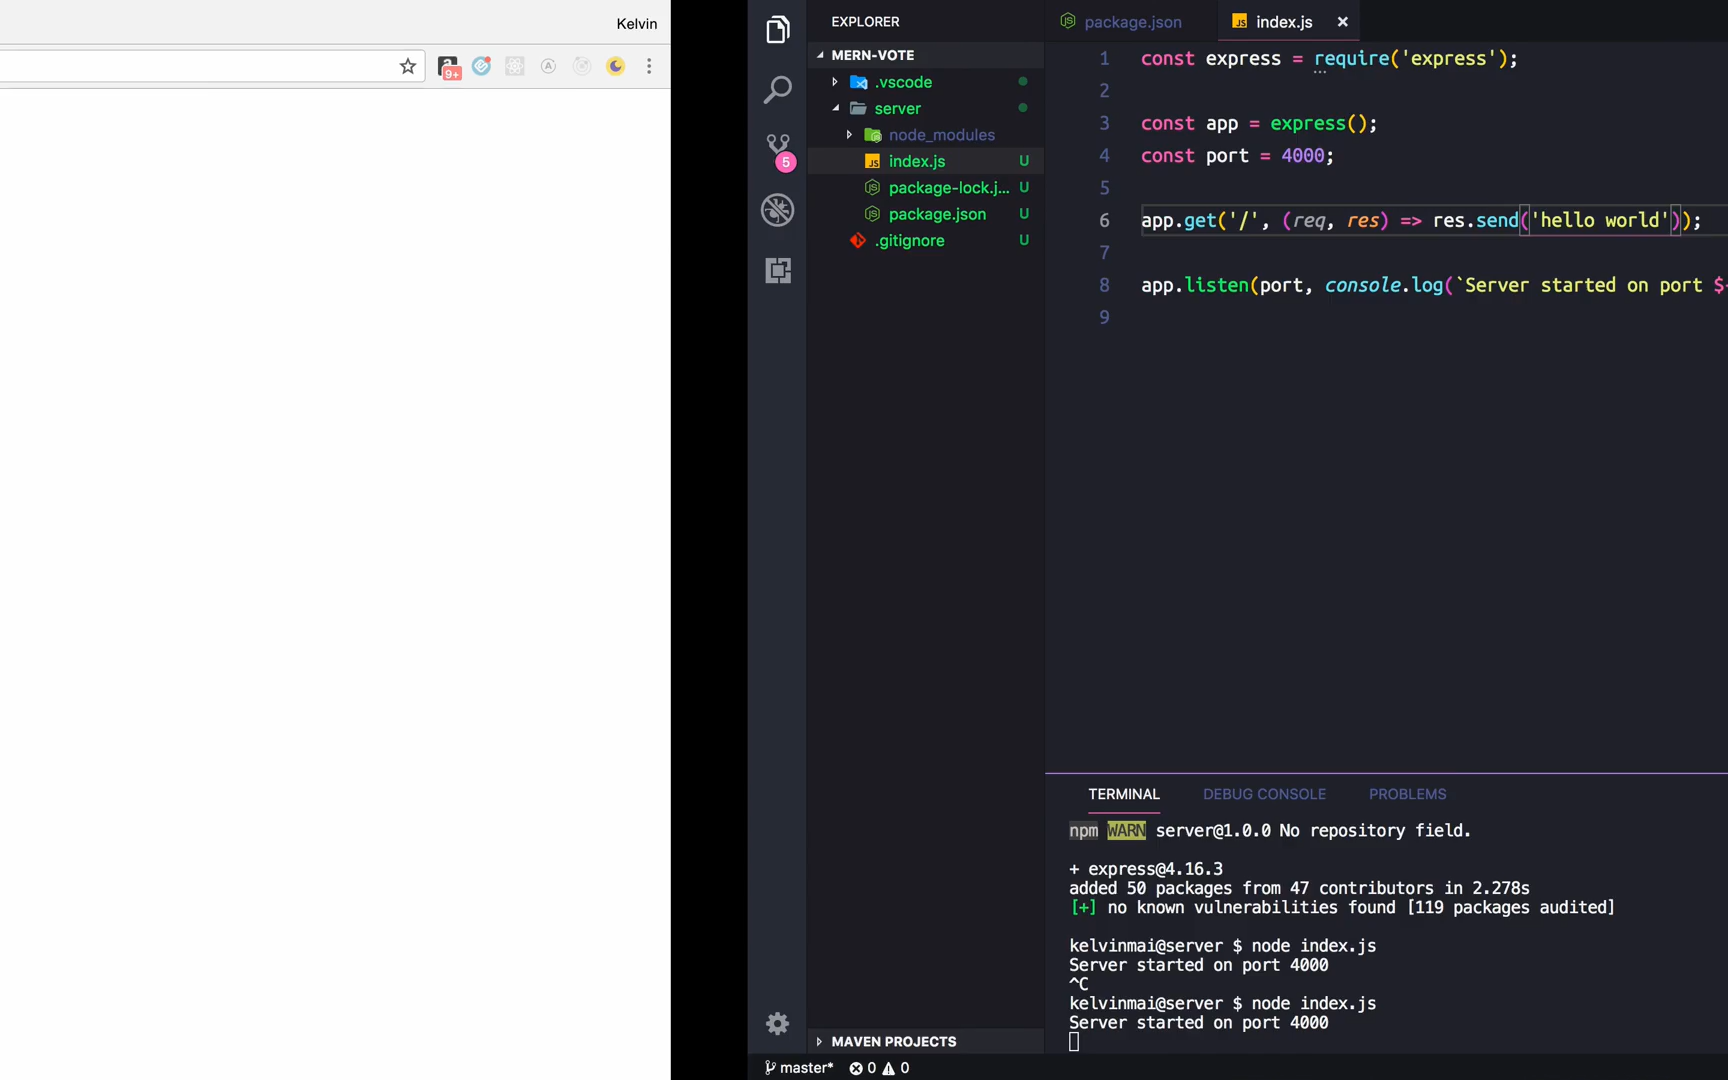 Kelvin
9+
EXPLORER
MERN-VOTE
.vscode
server
node_modules
index.js U
package-lock.j... U
package.json U
.gitignore U
5
MAVEN PROJECTS
package.json
index.js
1 const express = require('express');
2
3 const app = express();
4 const port = 4000;
5
6 app.get('/', (req, res) => res.send('hello world'));
7
8 app.listen(port, console.log(`Server started on port $
9
TERMINAL DEBUG CONSOLE PROBLEMS
npm WARN server@1.0.0 No repository field.
+ express@4.16.3
added 50 packages from 47 contributors in 2.278s
[+] no known vulnerabilities found [119 packages audited]
kelvinmai@server $ node index.js
Server started on port 4000
^C
kelvinmai@server $ node index.js
Server started on port 4000
master* 0 0